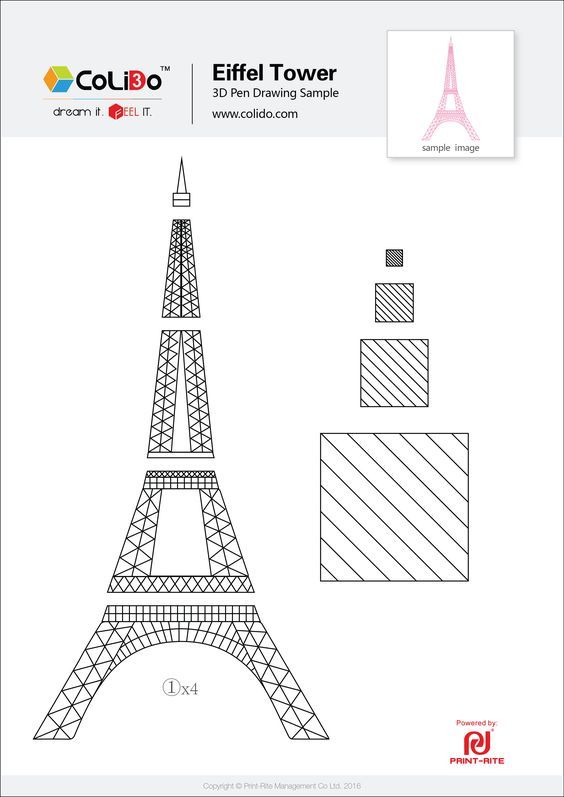 CoLiDo™
dream it. FEEL IT.
Eiffel Tower
3D Pen Drawing Sample
www.colido.com
sample image
①x4
Powered by:
PRINT-RITE
Copyright © Print-Rite Management Co Ltd. 2016